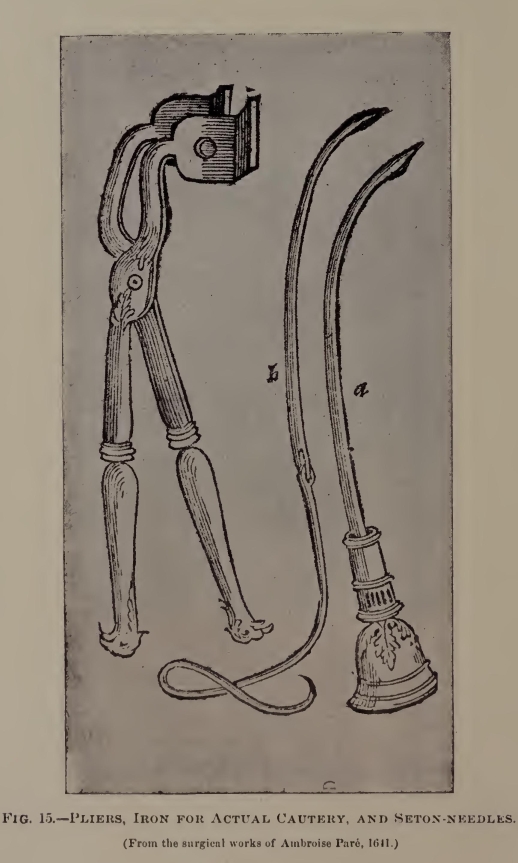 b
a
FIG. 15.—PLIERS, IRON FOR ACTUAL CAUTERY, AND SETON-NEEDLES.
(From the surgical works of Ambroise Paré, 1641.)